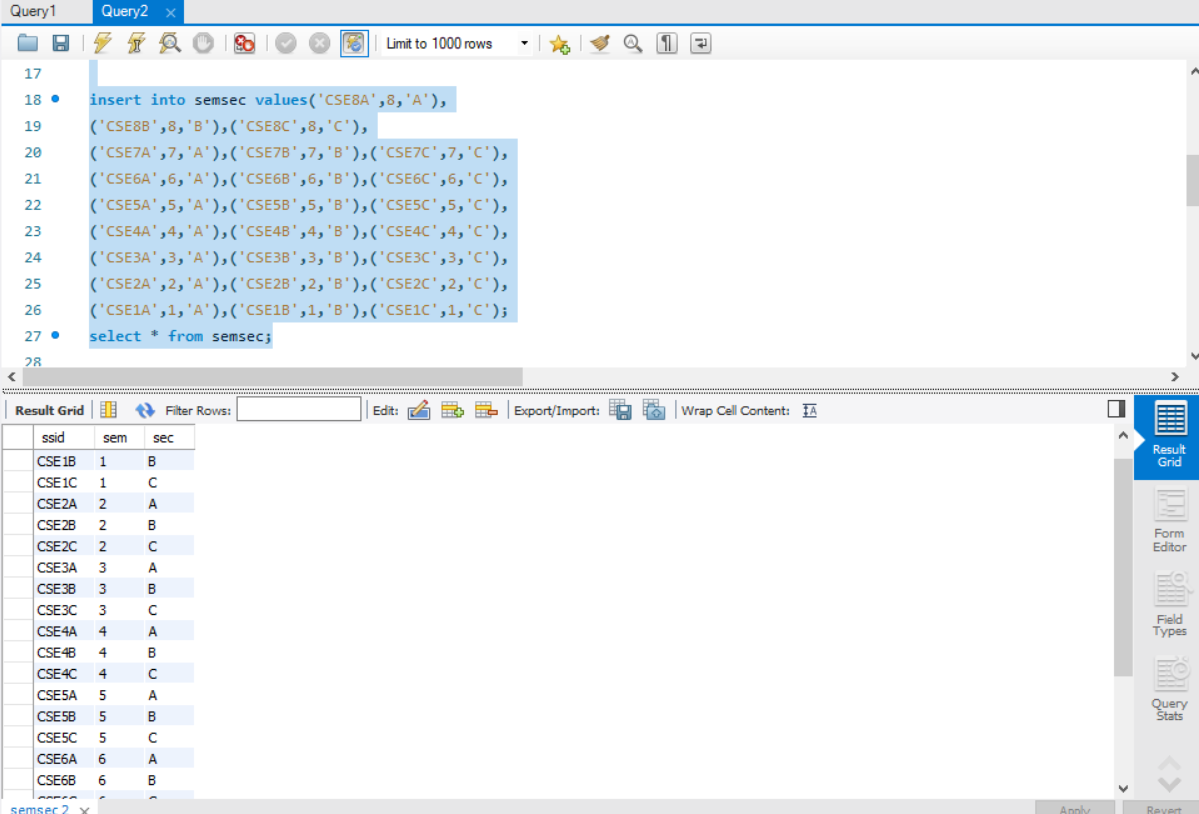 Query1 Query2
Limit to 1000 rows
17
18 insert into semsec values('CSE8A',8,'A'),
19 ('CSE8B',8,'B'),('CSE8C',8,'C'),
20 ('CSE7A',7,'A'),('CSE7B',7,'B'),('CSE7C',7,'C'),
21 ('CSE6A',6,'A'),('CSE6B',6,'B'),('CSE6C',6,'C'),
22 ('CSE5A',5,'A'),('CSE5B',5,'B'),('CSE5C',5,'C'),
23 ('CSE4A',4,'A'),('CSE4B',4,'B'),('CSE4C',4,'C'),
24 ('CSE3A',3,'A'),('CSE3B',3,'B'),('CSE3C',3,'C'),
25 ('CSE2A',2,'A'),('CSE2B',2,'B'),('CSE2C',2,'C'),
26 ('CSE1A',1,'A'),('CSE1B',1,'B'),('CSE1C',1,'C');
27 select * from semsec;
28
Result Grid Filter Rows: Edit: Export/Import: Wrap Cell Content:
ssid sem sec
CSE1B 1 B
CSE1C 1 C
CSE2A 2 A
CSE2B 2 B
CSE2C 2 C
CSE3A 3 A
CSE3B 3 B
CSE3C 3 C
CSE4A 4 A
CSE4B 4 B
CSE4C 4 C
CSE5A 5 A
CSE5B 5 B
CSE5C 5 C
CSE6A 6 A
CSE6B 6 B
Result
Grid
Form
Editor
Field
Types
Query
Stats
semsec 2 Apply Revert